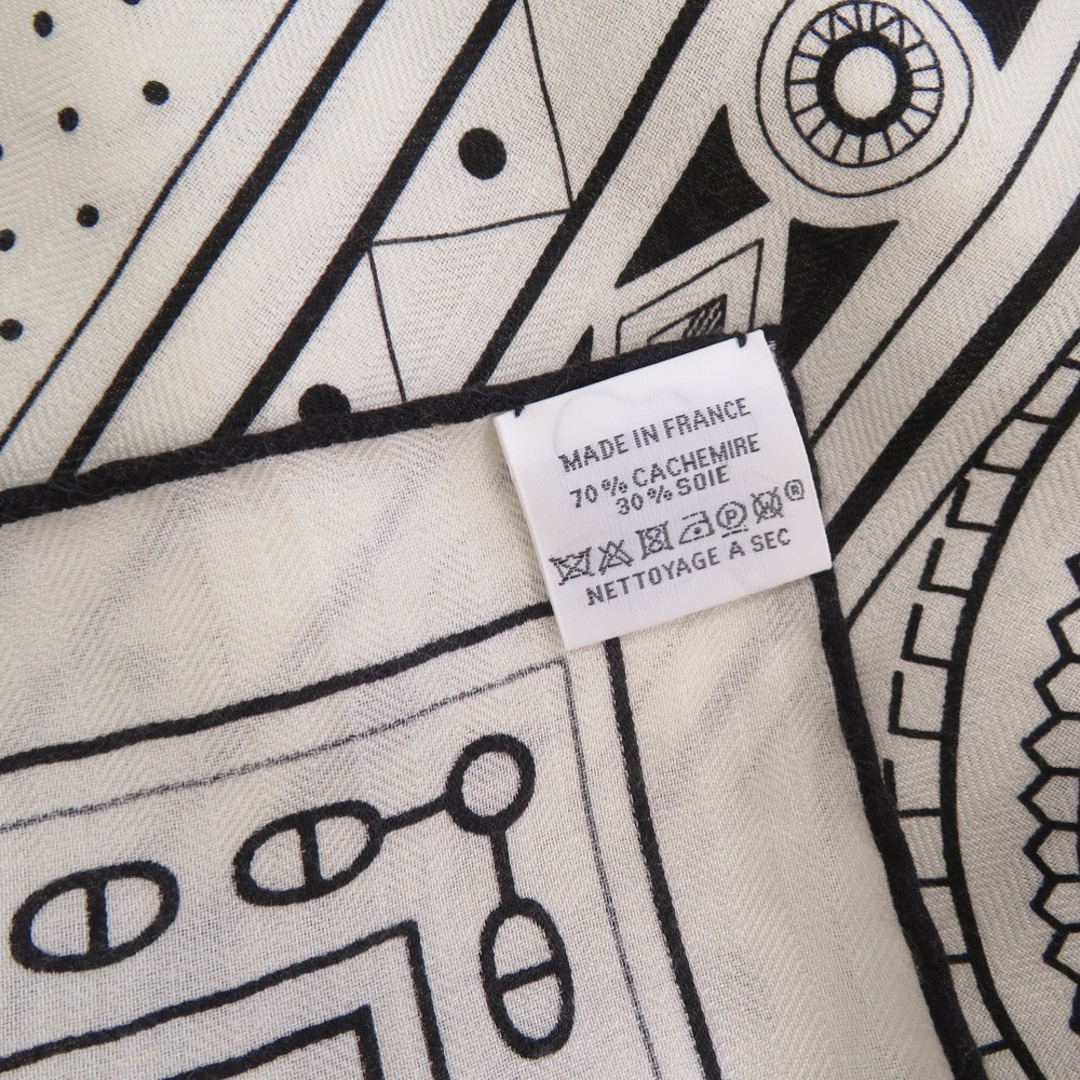 MADE IN FRANCE
70% CACHEMIRE
30% SOIE
P ®
NETTOYAGE A SEC